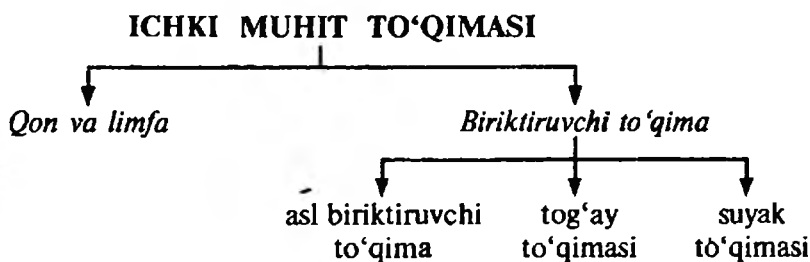 ICHKI MUHIT TO‘QIMASI
Qon va limfa
Biriktiruvchi to‘qima
asl biriktiruvchi
to‘qima
tog‘ay
to‘qimasi
suyak
to‘qimasi